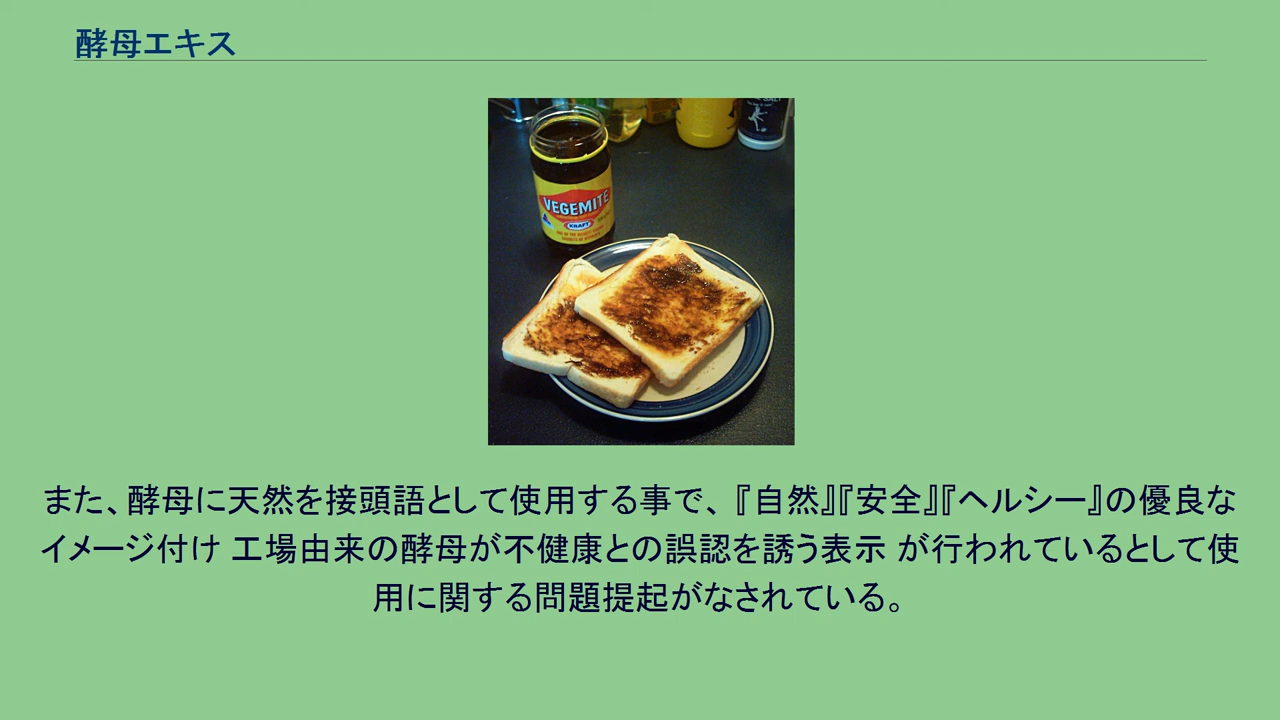 酵母エキス
VEGEMITE
KRAFT
また、酵母に天然を接頭語として使用する事で、『自然』『安全』『ヘルシー』の優良な
イメージ付け 工場由来の酵母が不健康との誤認を誘う表示 が行われているとして使
用に関する問題提起がなされている。